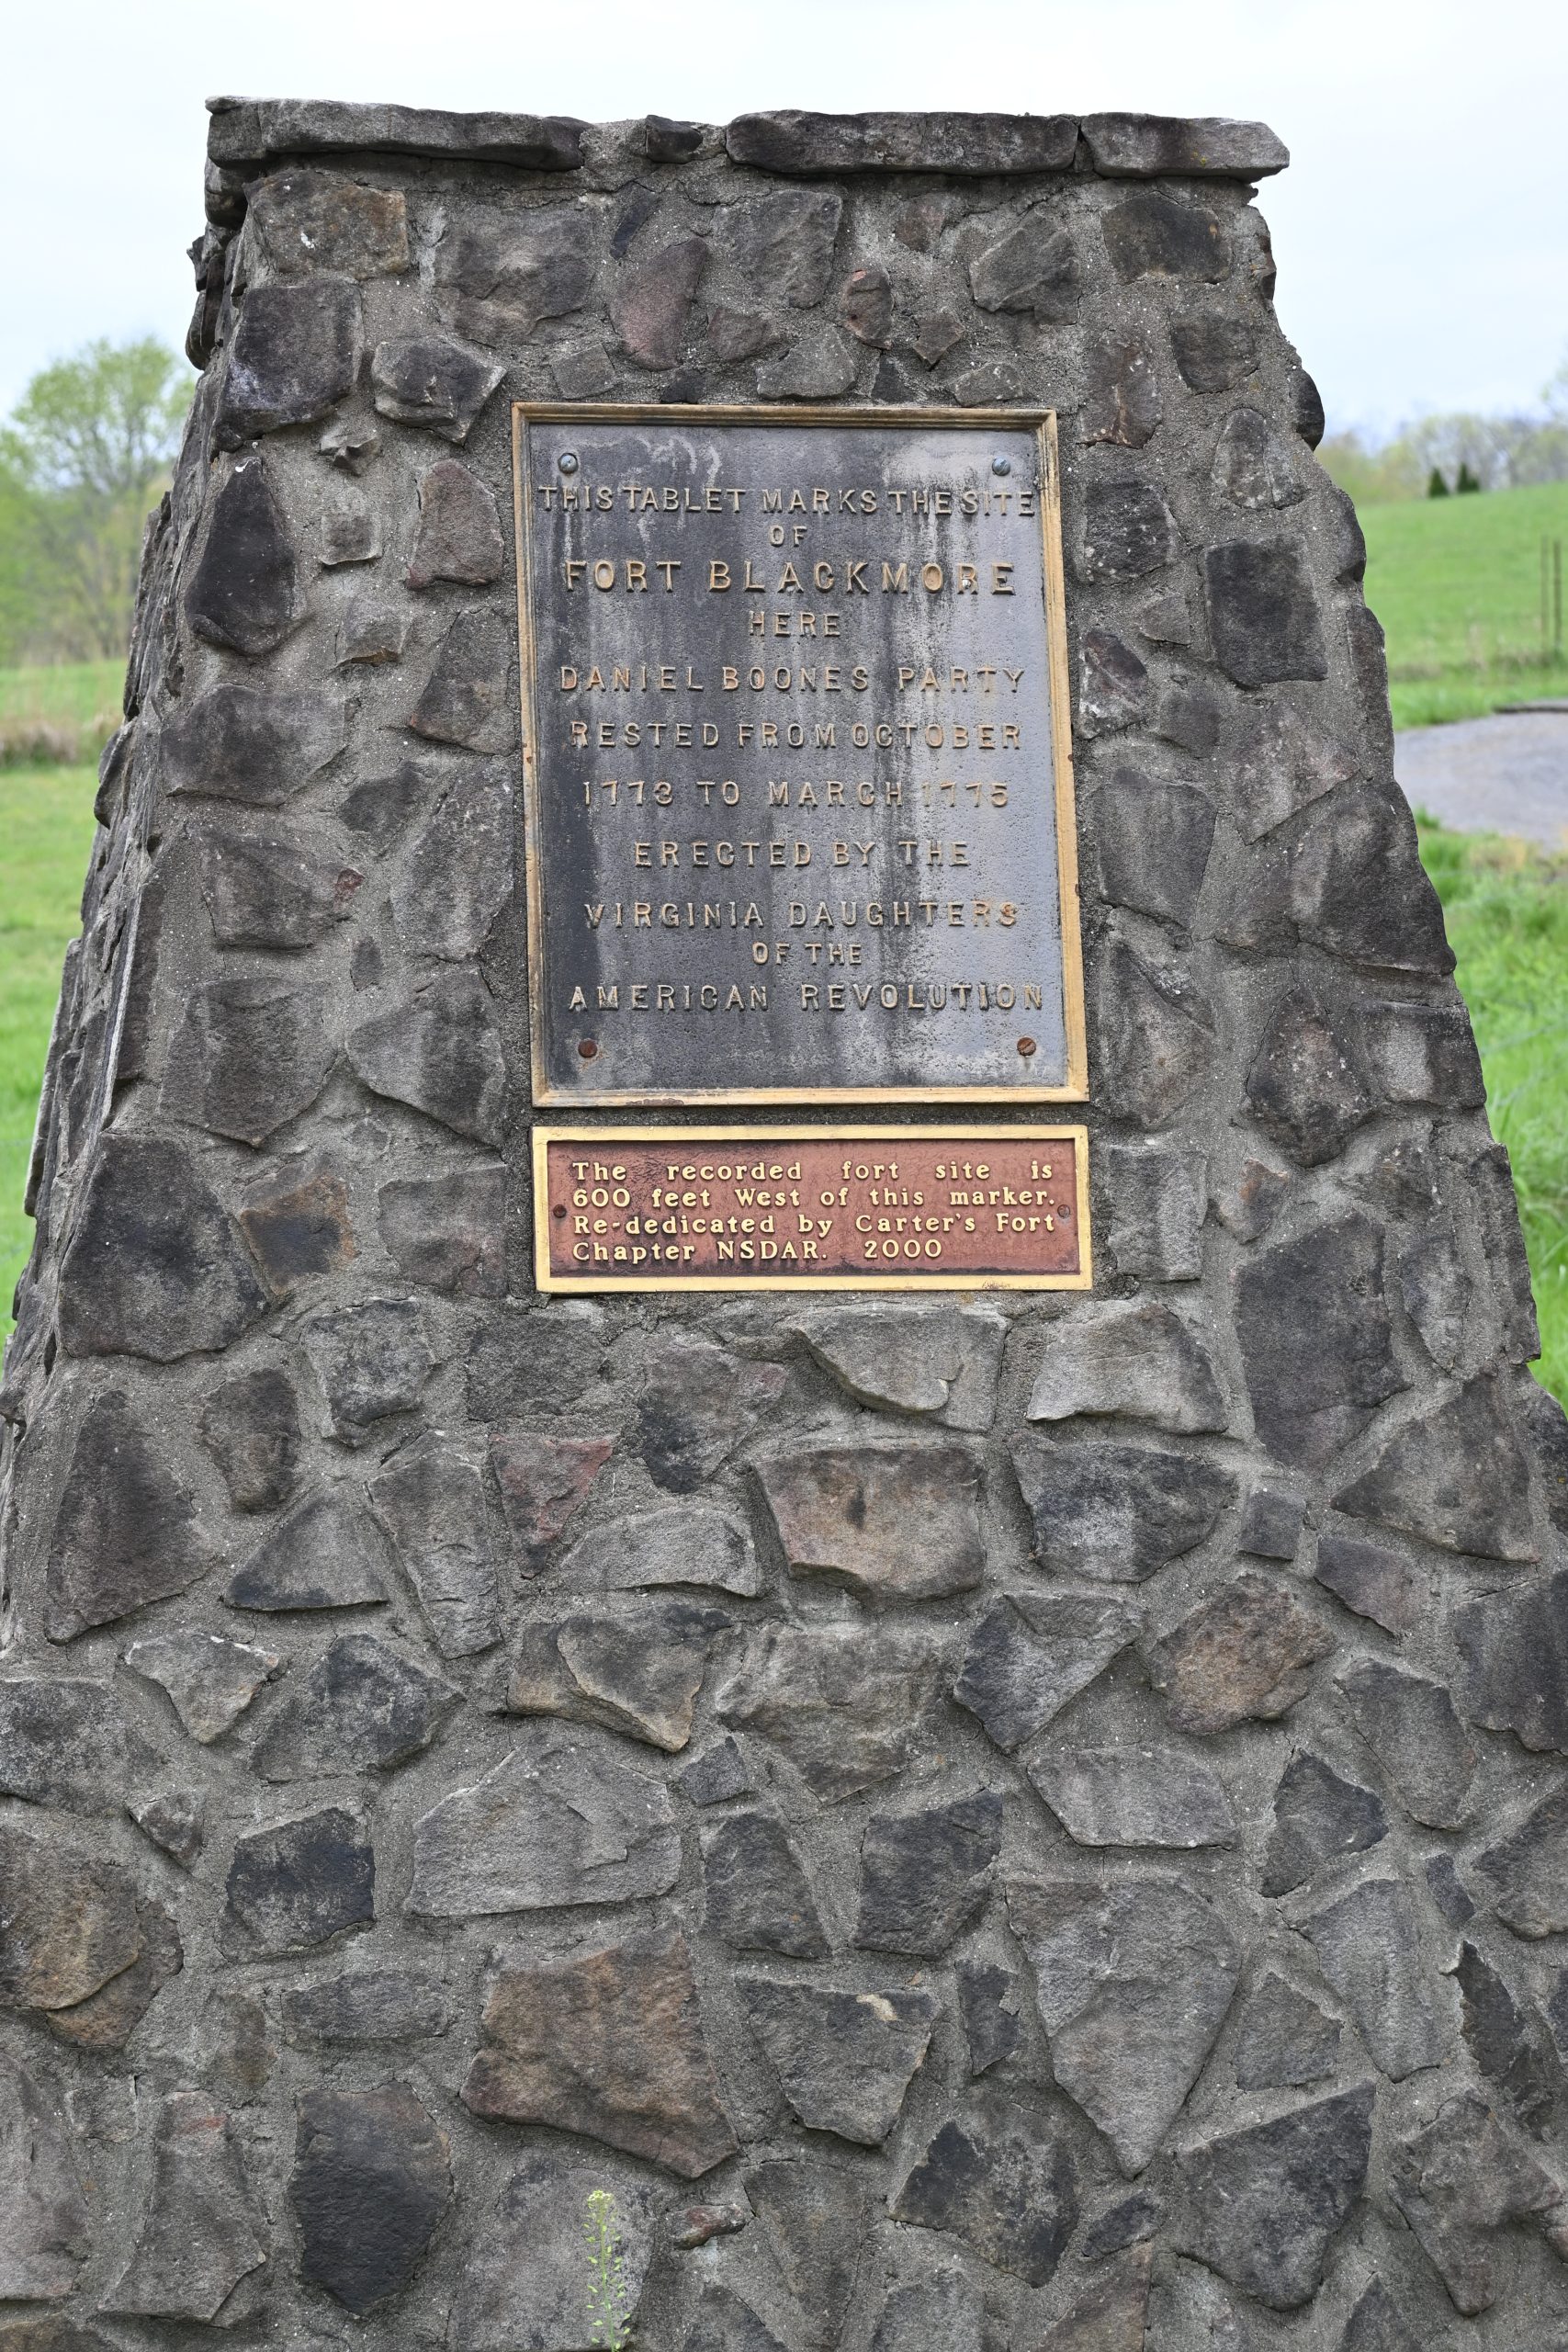 THIS TABLET MARKS THE SITE
OF
FORT BLACKMORE
HERE
DANIEL BOONES PARTY
RESTED FROM OCTOBER
1773 TO MARCH 1775
ERECTED BY THE
VIRGINIA DAUGHTERS
OF THE
AMERICAN REVOLUTION
The recorded fort site is
600 feet West of this marker.
Re-dedicated by Carter's Fort
Chapter NSDAR. 2000